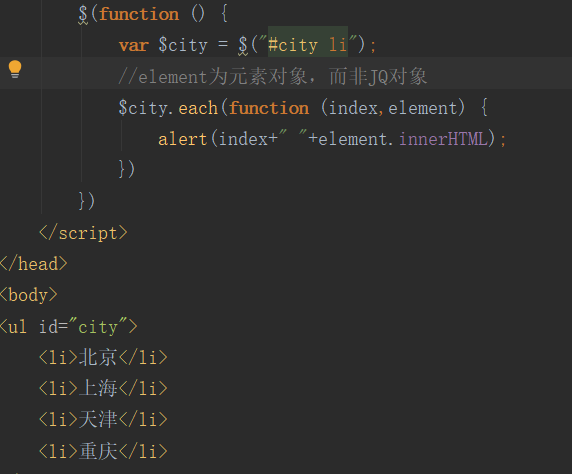 $(function () {
var $city = $("#city li");
//element为元素对象，而非JQ对象
$city.each(function (index,element) {
alert(index+" "+element.innerHTML);
})
})
</script>
</head>
<body>
<ul id="city">
<li>北京</li>
<li>上海</li>
<li>天津</li>
<li>重庆</li>